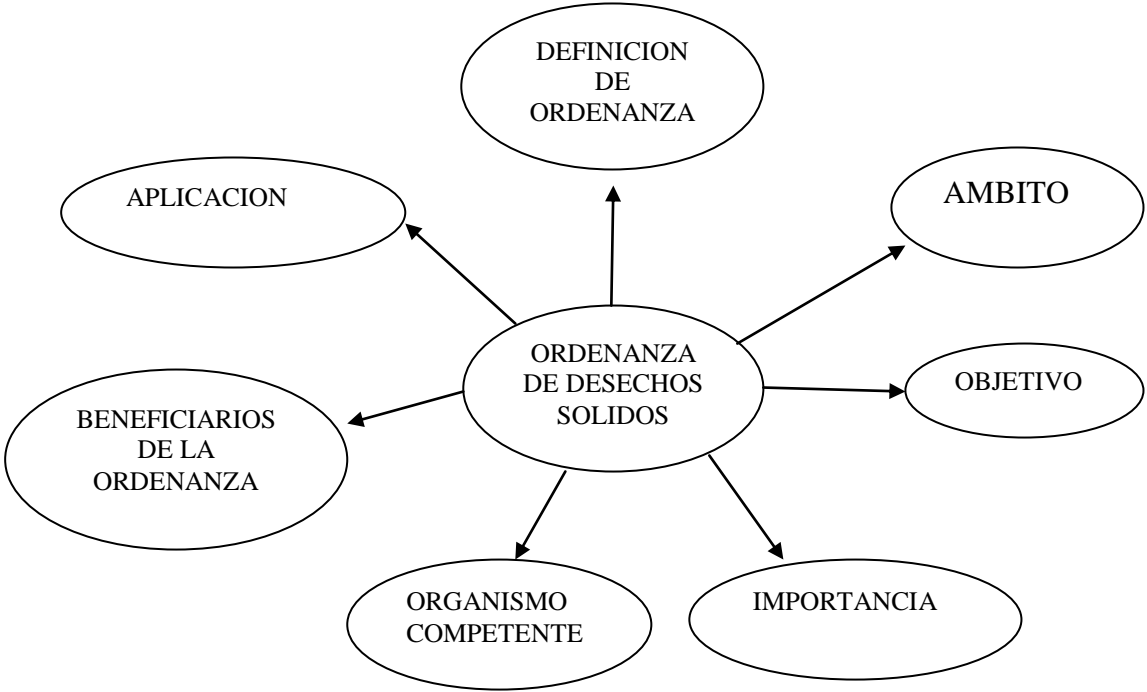 DEFINICION
DE
ORDENANZA
APLICACION
AMBITO
ORDENANZA
DE DESECHOS
SOLIDOS
OBJETIVO
BENEFICIARIOS
DE LA
ORDENANZA
ORGANISMO
COMPETENTE
IMPORTANCIA